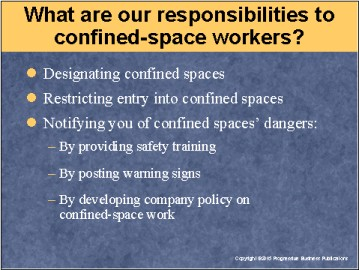 What are our responsibilities to
confined-space workers?
Designating confined spaces
Restricting entry into confined spaces
Notifying you of confined spaces' dangers:
– By providing safety training
– By posting warning signs
– By developing company policy on
confined-space work
Copyright Progressive Business Publications